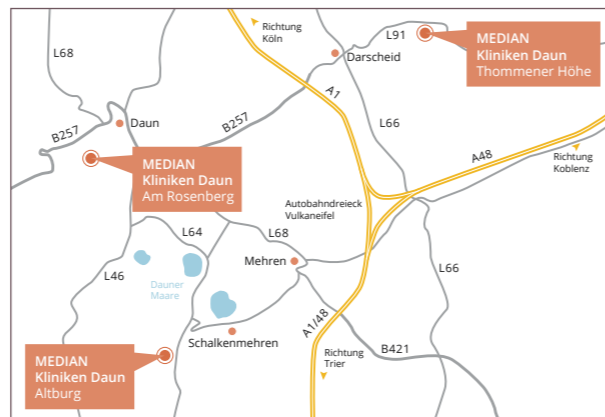 L68
Richtung
Köln
L91
MEDIAN
Kliniken Daun
Thommener Höhe
Darscheid
A1
B257
Daun
B257
L66
A48
Richtung
Koblenz
MEDIAN
Kliniken Daun
Am Rosenberg
Autobahndreieck
Vulkaneifel
L64
L68
Mehren
L46
Dauner
Maare
L66
A1/48
Schalkenmehren
B421
MEDIAN
Kliniken Daun
Altburg
Richtung
Trier